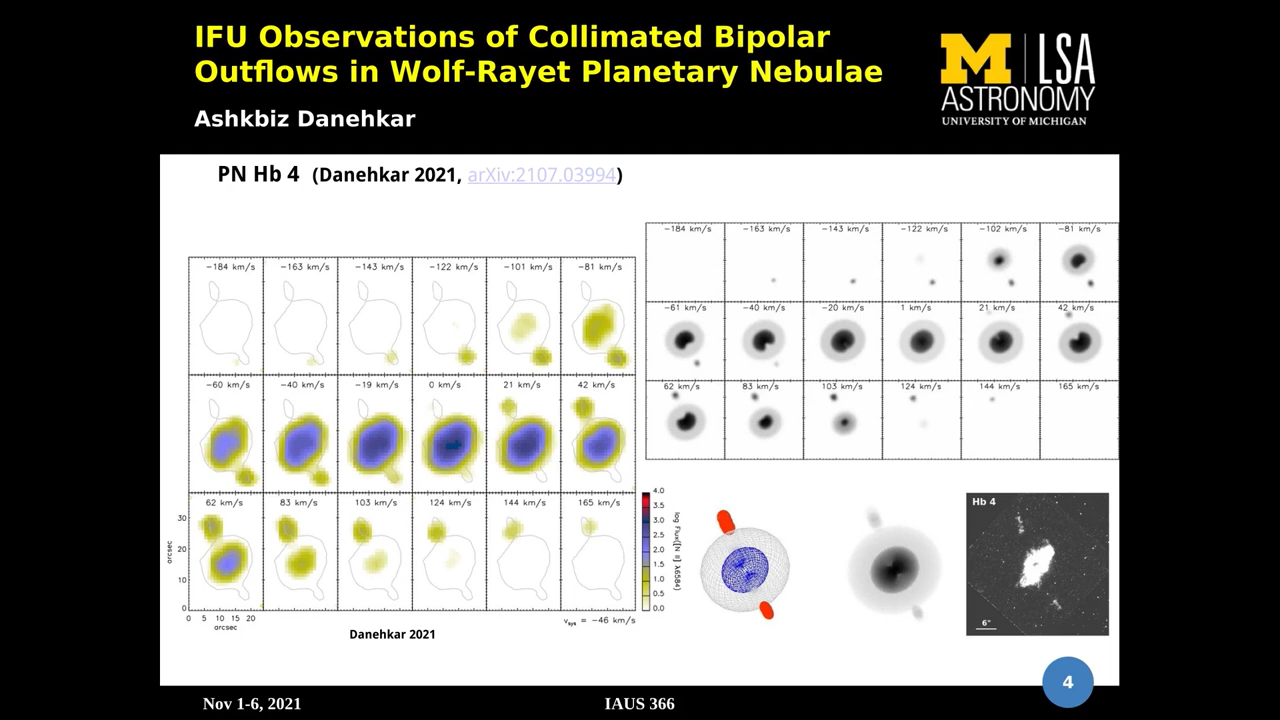 IFU Observations of Collimated Bipolar
Outflows in Wolf-Rayet Planetary Nebulae
Ashkbiz Danehkar
M LSA
ASTRONOMY
UNIVERSITY OF MICHIGAN
PN Hb 4 (Danehkar 2021, arXiv:2107.03994)
−184 km/s −163 km/s −143 km/s −122 km/s −101 km/s −81 km/s
−60 km/s −40 km/s −19 km/s 0 km/s 21 km/s 42 km/s
62 km/s 83 km/s 103 km/s 124 km/s 144 km/s 165 km/s
30
20
10
0
arcsec
0 5 10 15 20
arcsec
vsys = −46 km/s
4.0
3.5
3.0
2.5
2.0
1.5
1.0
0.5
0.0
log Flux([N II] λ6584)
Danehkar 2021
−184 km/s −163 km/s −143 km/s −122 km/s −102 km/s −81 km/s
−61 km/s −40 km/s −20 km/s 1 km/s 21 km/s 42 km/s
62 km/s 83 km/s 103 km/s 124 km/s 144 km/s 165 km/s
Hb 4
6"
4
Nov 1-6, 2021
IAUS 366